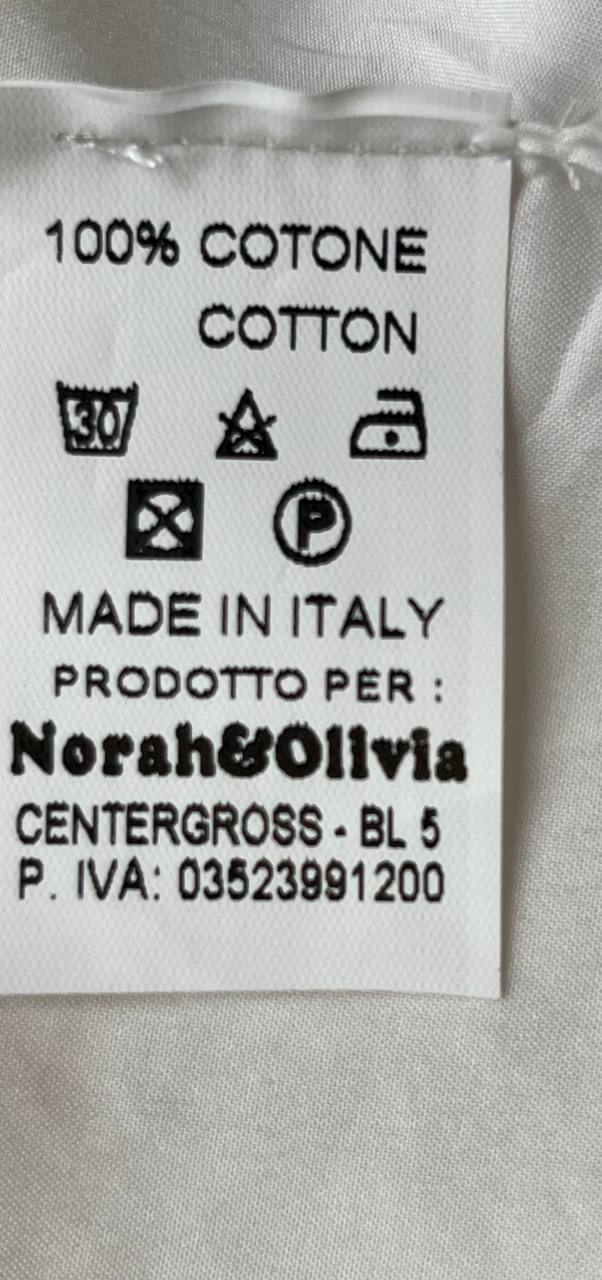 100% COTONE
COTTON
30
P
MADE IN ITALY
PRODOTTO PER :
Norah&Olivia
CENTERGROSS - BL 5
P. IVA: 03523991200